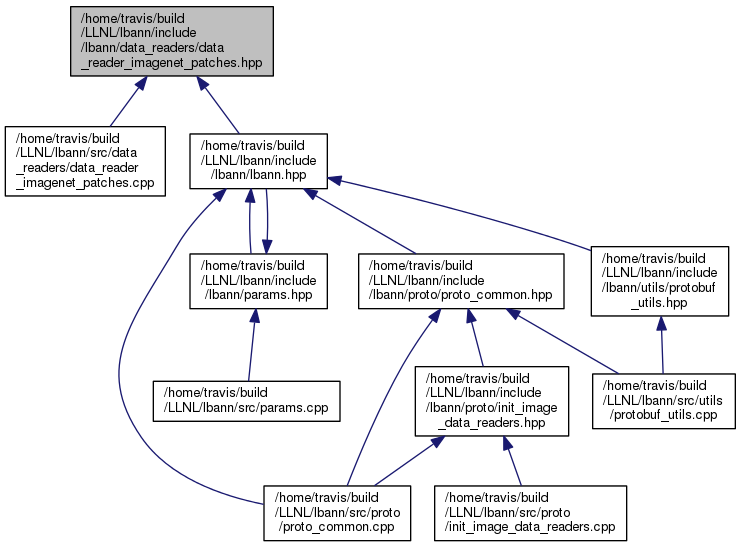 /home/travis/build
/LLNL/lbann/include
/lbann/data_readers/data
_reader_imagenet_patches.hpp
/home/travis/build
/LLNL/lbann/src/data
_readers/data_reader
_imagenet_patches.cpp
/home/travis/build
/LLNL/lbann/include
/lbann/lbann.hpp
/home/travis/build
/LLNL/lbann/include
/lbann/params.hpp
/home/travis/build
/LLNL/lbann/include
/lbann/proto/proto_common.hpp
/home/travis/build
/LLNL/lbann/include
/lbann/utils/protobuf
_utils.hpp
/home/travis/build
/LLNL/lbann/src/params.cpp
/home/travis/build
/LLNL/lbann/include
/lbann/proto/init_image
_data_readers.hpp
/home/travis/build
/LLNL/lbann/src/utils
/protobuf_utils.cpp
/home/travis/build
/LLNL/lbann/src/proto
/proto_common.cpp
/home/travis/build
/LLNL/lbann/src/proto
/init_image_data_readers.cpp